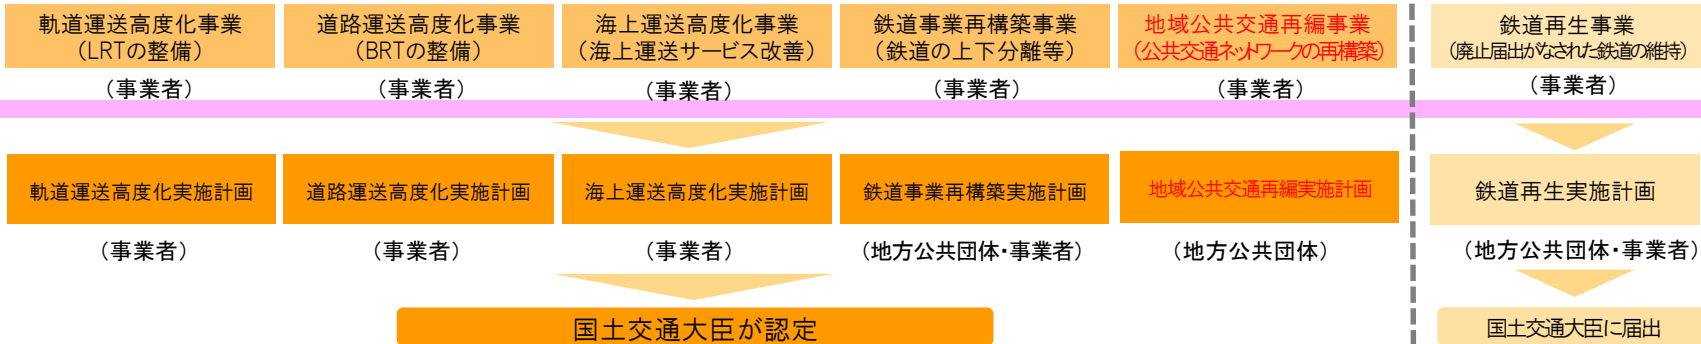 軌道運送高度化事業
（LRTの整備）
道路運送高度化事業
（BRTの整備）
海上運送高度化事業
（海上運送サービス改善）
鉄道事業再構築事業
（鉄道の上下分離等）
地域公共交通再編事業
（公共交通ネットワークの再構築）
鉄道再生事業
（廃止届出がなされた鉄道の維持）
（事業者）
（事業者）
（事業者）
（事業者）
（事業者）
（事業者）
軌道運送高度化実施計画
道路運送高度化実施計画
海上運送高度化実施計画
鉄道事業再構築実施計画
地域公共交通再編実施計画
鉄道再生実施計画
（事業者）
（事業者）
（事業者）
（地方公共団体・事業者）
（地方公共団体）
（地方公共団体・事業者）
国土交通大臣が認定
国土交通大臣に届出